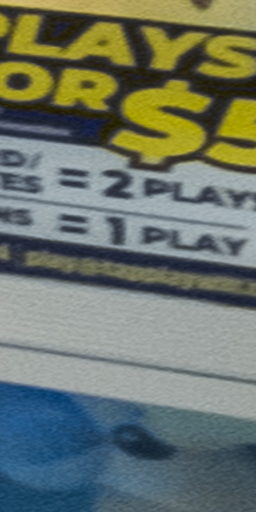 PLAYS
OR $5
D/
ES = 2 PLAYS
NS = 1 PLAY